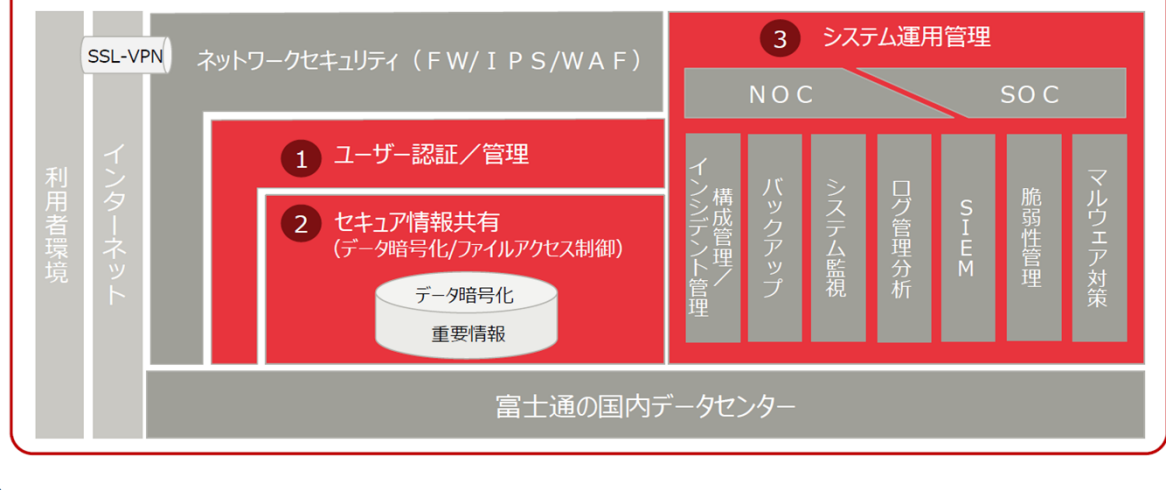 SSL-VPN
ネットワークセキュリティ（ＦＷ/ＩＰＳ/ＷＡＦ）
利用者環境
インターネット
1 ユーザー認証／管理
2 セキュア情報共有
(データ暗号化/ファイルアクセス制御)
データ暗号化
重要情報
3 システム運用管理
ＮＯＣ
ＳＯＣ
構成管理／
インシデント管理
バックアップ
システム監視
ログ管理分析
ＳＩＥＭ
脆弱性管理
マルウェア対策
富士通の国内データセンター